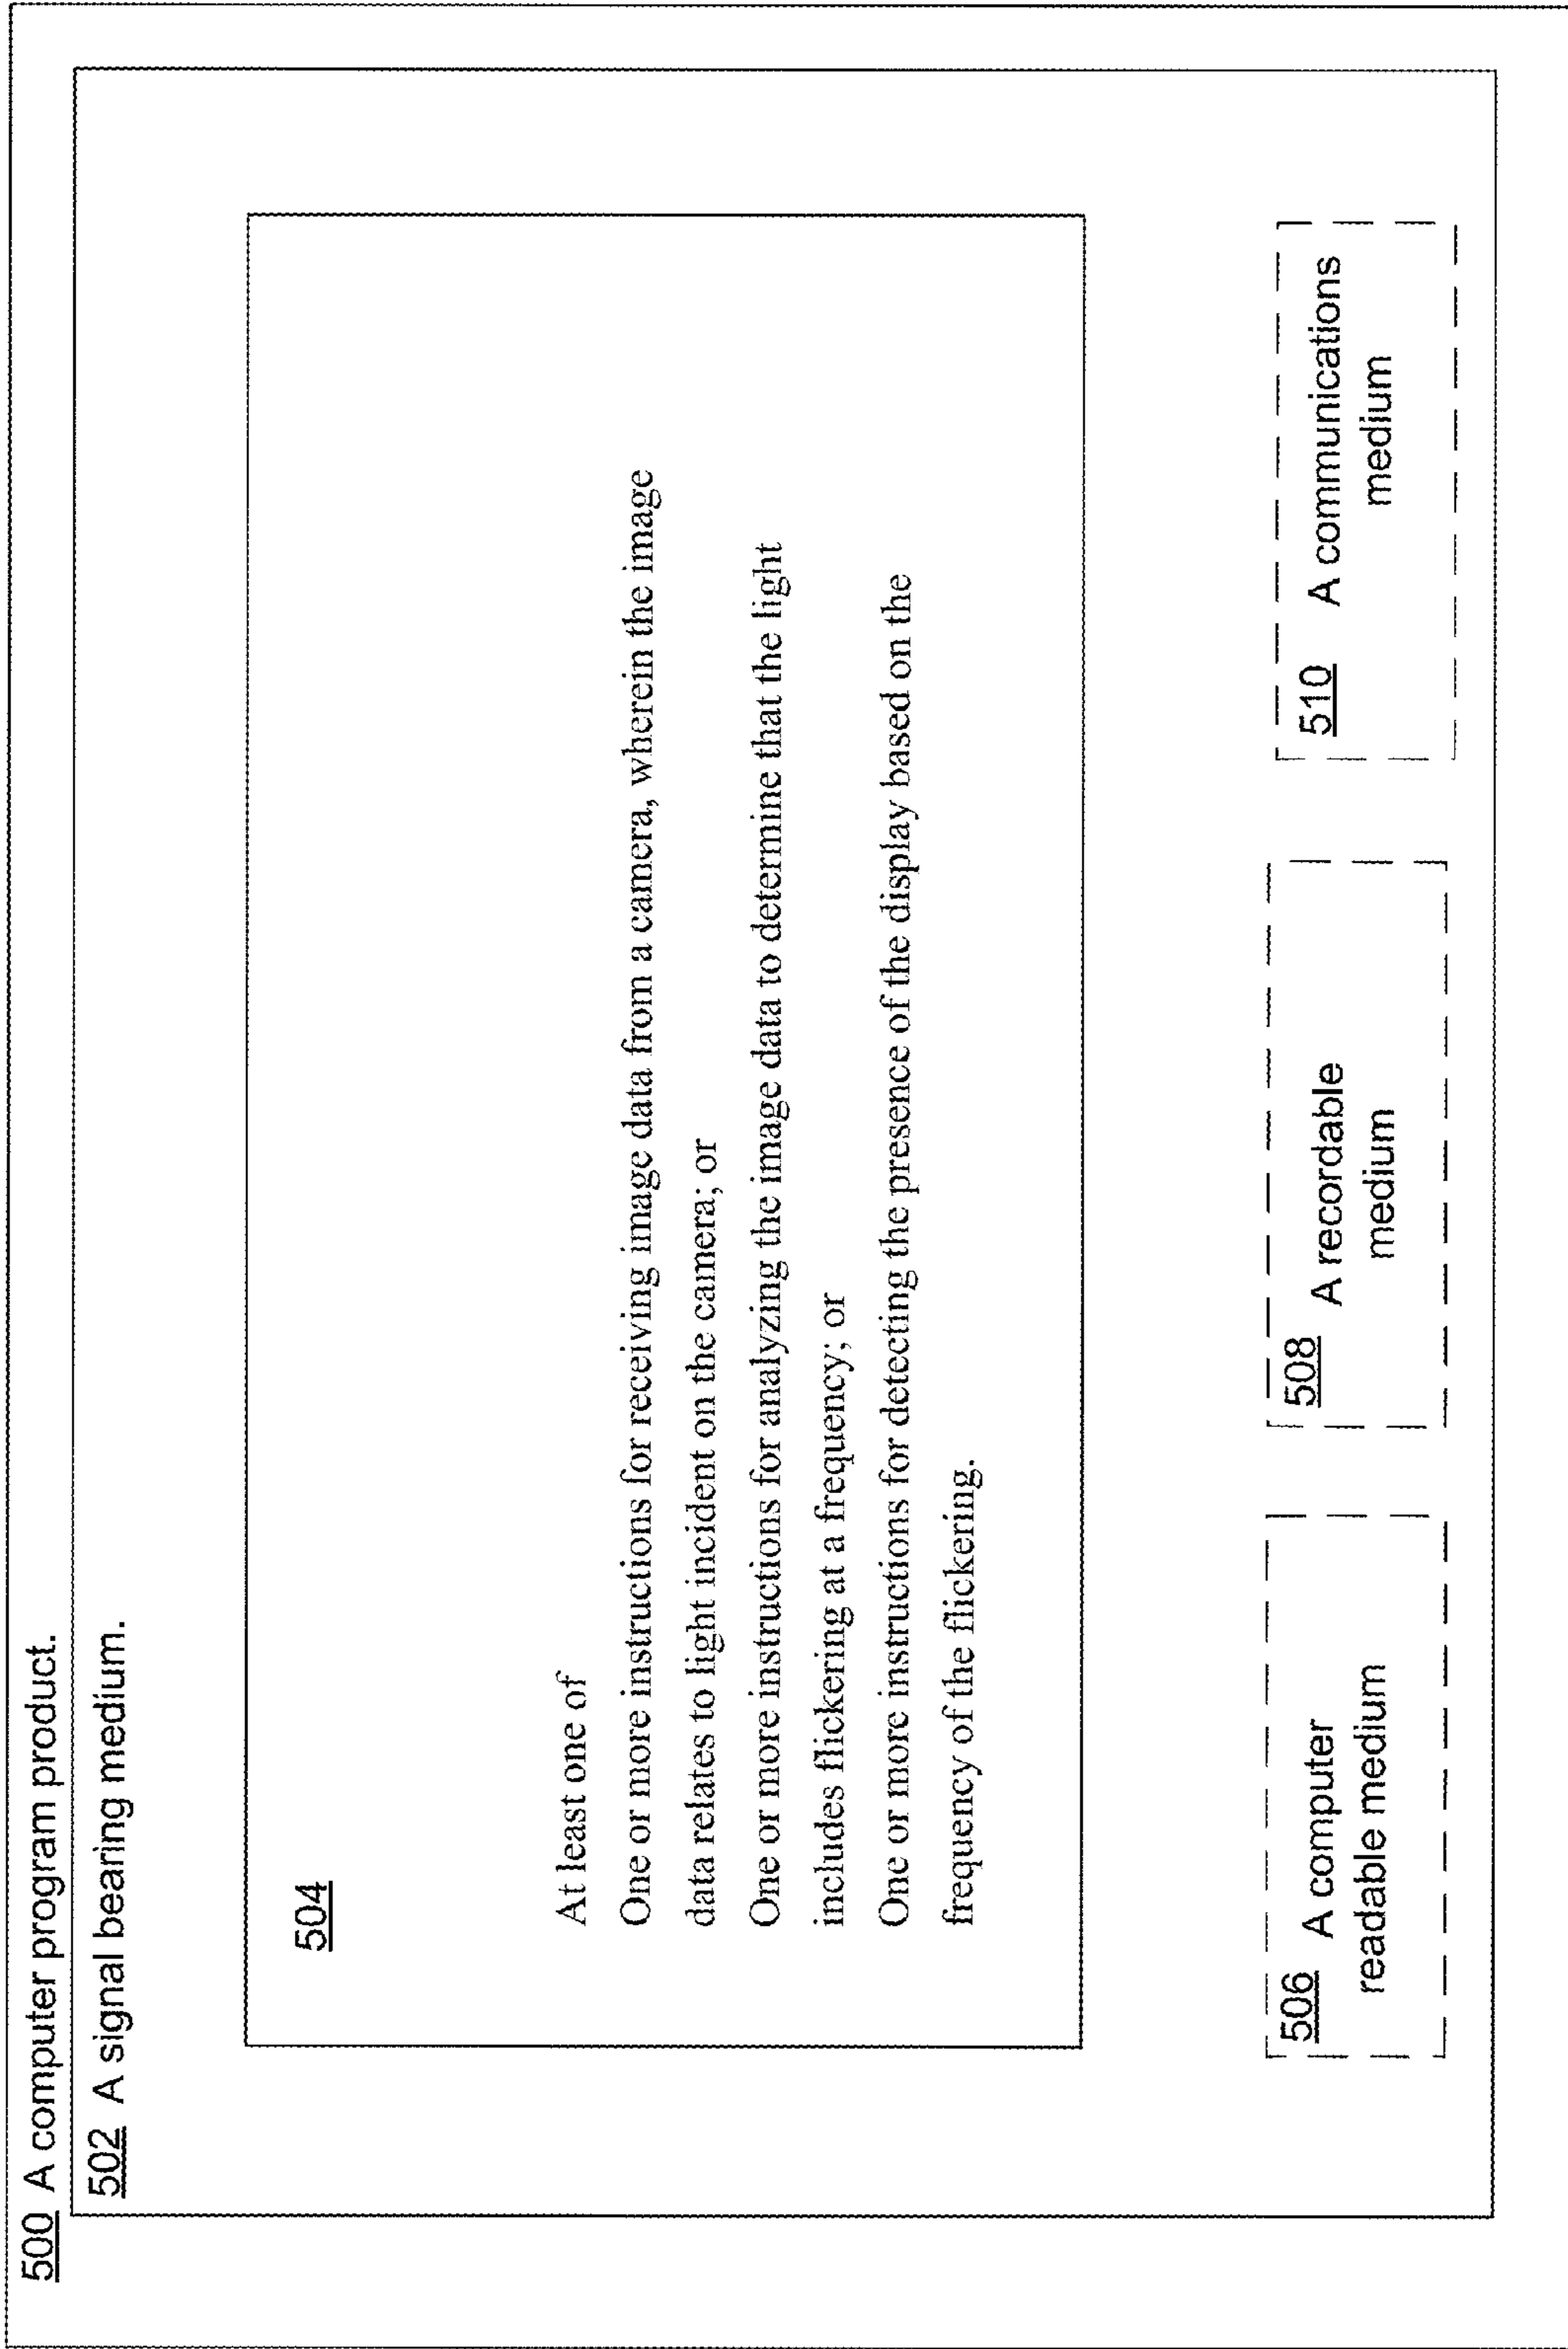 500 A computer program product.
502 A signal bearing medium.
504
At least one of
One or more instructions for receiving image data from a camera, wherein the image
data relates to light incident on the camera; or
One or more instructions for analyzing the image data to determine that the light
includes flickering at a frequency; or
One or more instructions for detecting the presence of the display based on the
frequency of the flickering.
506 A computer
readable medium
508 A recordable
medium
510 A communications
medium